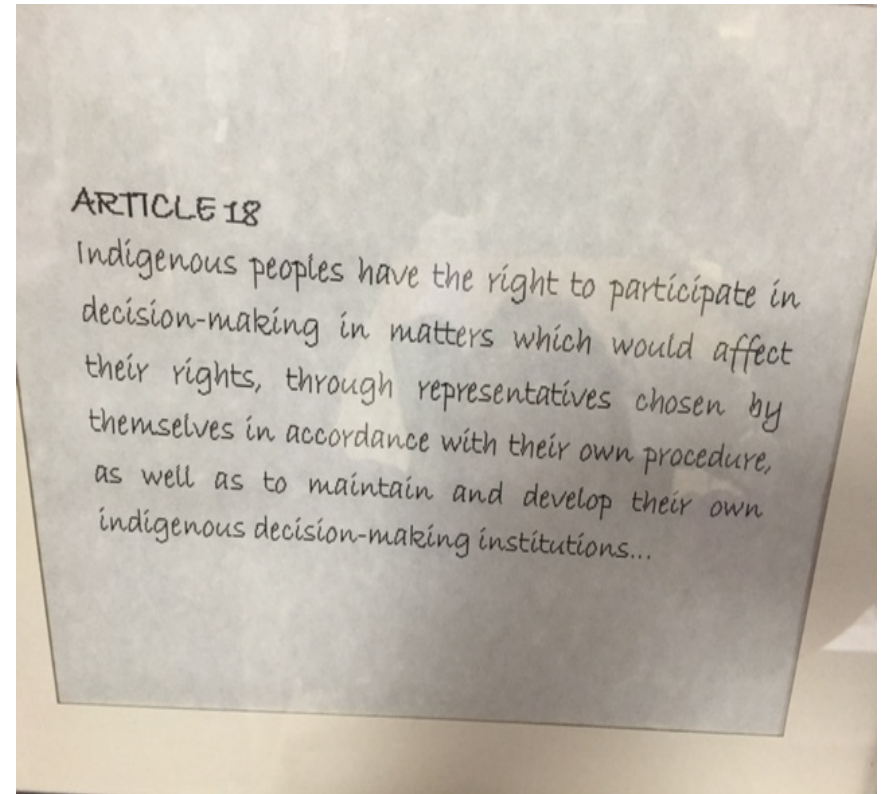 ARTICLE 18
Indigenous peoples have the right to participate in
decision-making in matters which would affect
their rights, through representatives chosen by
themselves in accordance with their own procedure,
as well as to maintain and develop their own
indigenous decision-making institutions...